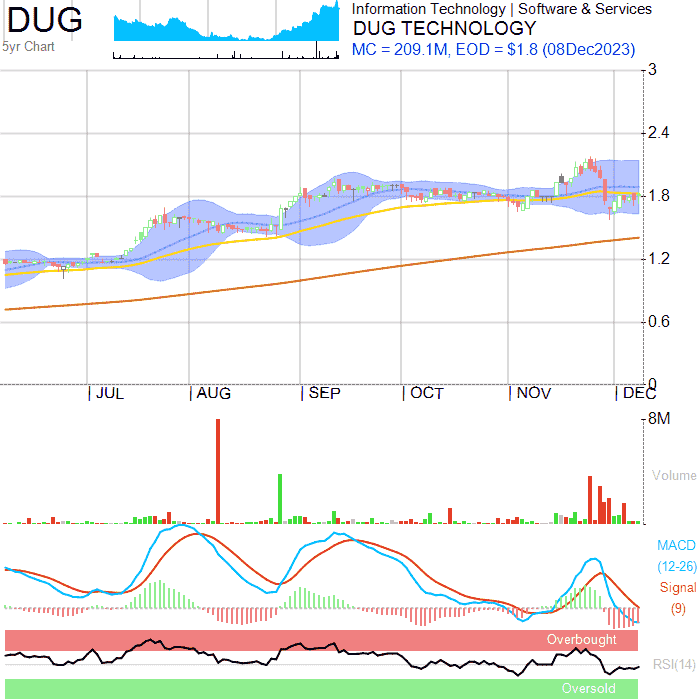 DUG
5yr Chart
Information Technology | Software & Services
DUG TECHNOLOGY
MC = 209.1M, EOD = $1.8 (08Dec2023)
3
2.4
1.8
1.2
0.6
0
JUL AUG SEP OCT NOV DEC
8M
Volume
MACD
(12-26)
Signal
(9)
Overbought
RSI(14)
Oversold